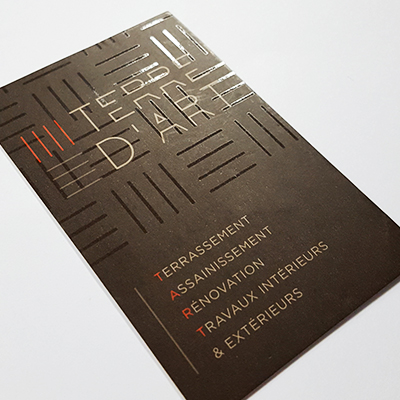 TERRE
D'ART
TERRASSEMENT
ASSAINISSEMENT
RÉNOVATION
TRAVAUX INTÉRIEURS
& EXTÉRIEURS